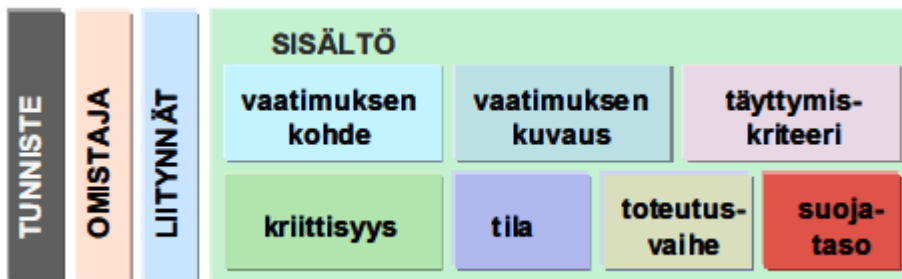 TUNNISTE
OMISTAJA
LIITYNNÄT
SISÄLTÖ
vaatimuksen
kohde
vaatimuksen
kuvaus
täyttymis-
kriteeri
kriittisyys
tila
toteutus-
vaihe
suoja-
taso